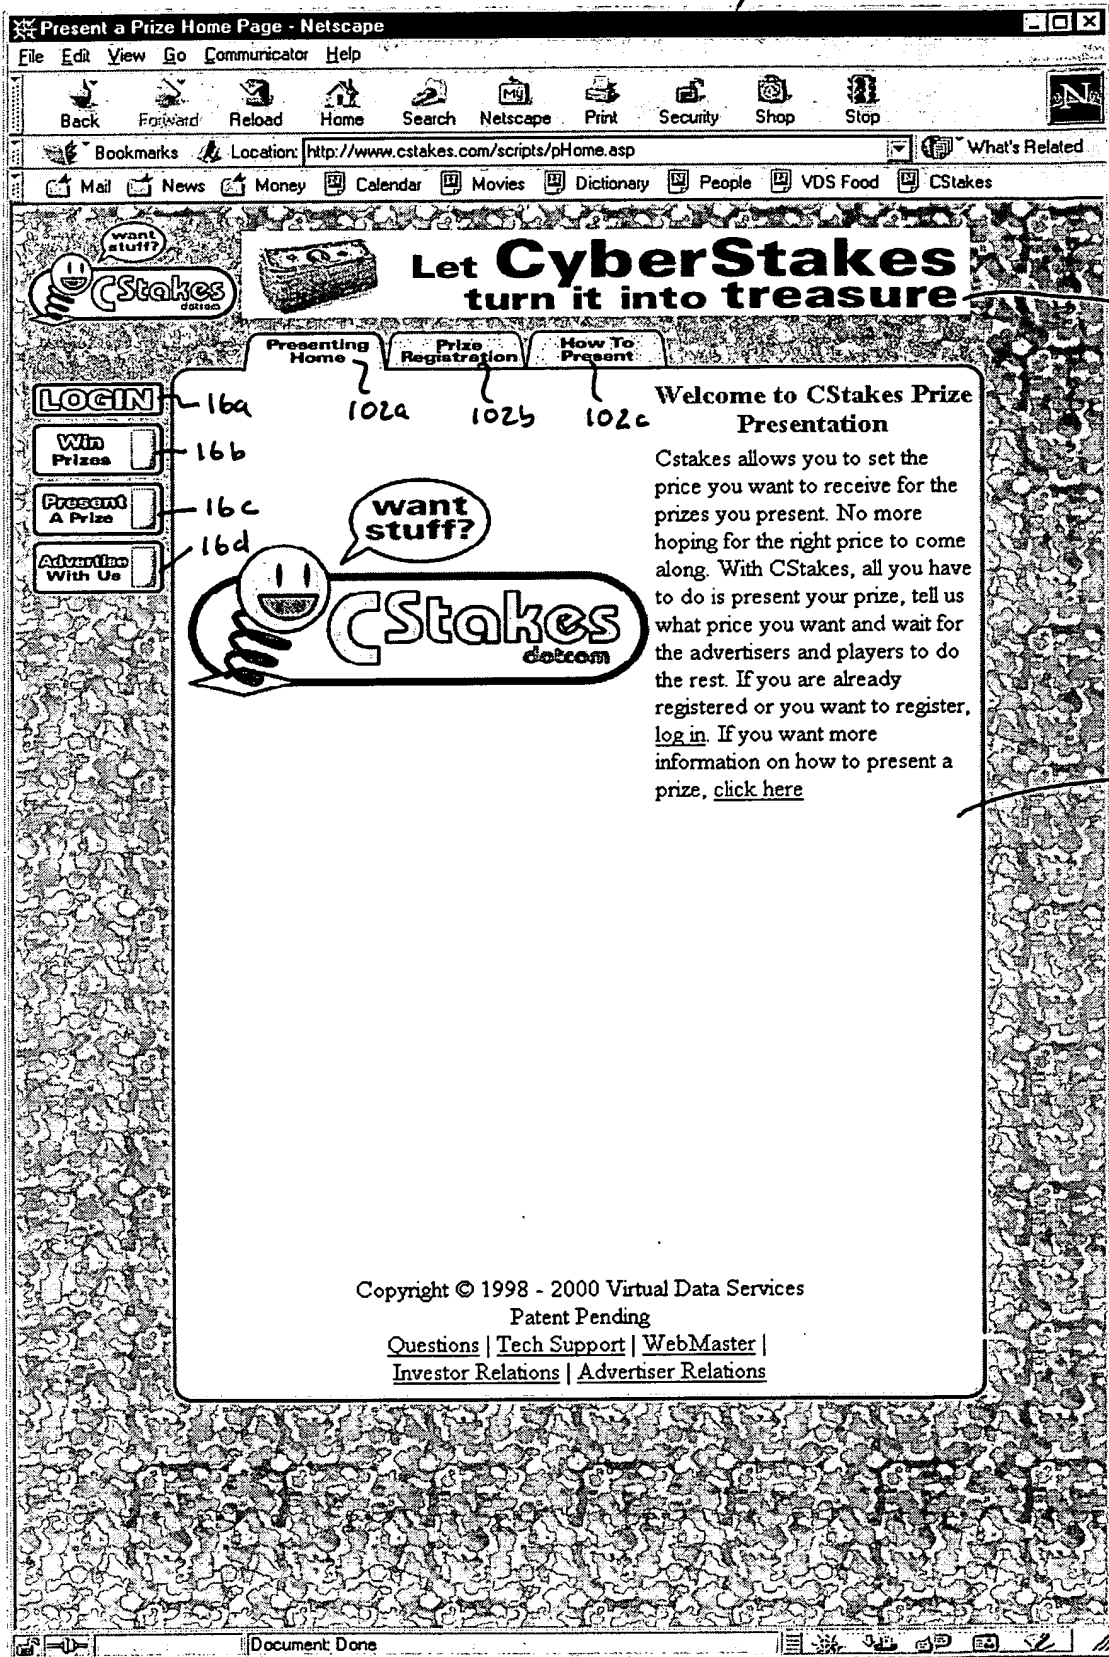 Present a Prize Home Page - Netscape
File Edit View Go Communicator Help
Back Forward Reload Home Search Netscape Print Security Shop Stop
My
N
Bookmarks Location: http://www.cstakes.com/scripts/pHome.asp What's Related
Mail News Money Calendar Movies Dictionary People VDS Food CStakes
want
stuff?
CStakes
dotcom
Let CyberStakes
turn it into treasure
Presenting
Home
Prize
Registration
How To
Present
102a 102b 102c
LOGIN 16a
Win
Prizes 16b
Present
A Prize 16c
Advertise
With Us 16d
want
stuff?
CStakes
dotcom
Welcome to CStakes Prize
Presentation
Cstakes allows you to set the
price you want to receive for the
prizes you present. No more
hoping for the right price to come
along. With CStakes, all you have
to do is present your prize, tell us
what price you want and wait for
the advertisers and players to do
the rest. If you are already
registered or you want to register,
log in. If you want more
information on how to present a
prize, click here
Copyright © 1998 - 2000 Virtual Data Services
Patent Pending
Questions | Tech Support | WebMaster |
Investor Relations | Advertiser Relations
Document: Done